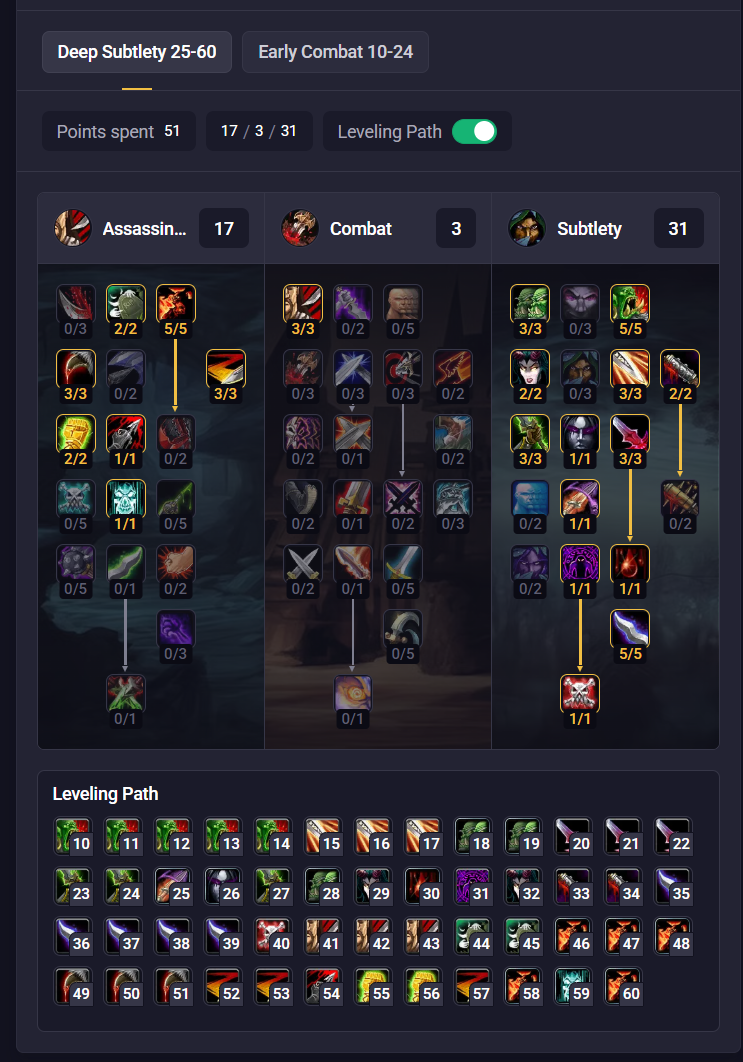 Deep Subtlety 25-60 Early Combat 10-24
Points spent 51 17 / 3 / 31 Leveling Path
Assassin... 17 Combat 3 Subtlety 31
0/3 2/2 5/5 3/3 0/2 0/5 3/3 0/3 5/5
3/3 0/2 3/3 0/3 0/3 0/3 0/2 2/2 0/3 3/3 2/2
2/2 1/1 0/2 0/2 0/1 0/2 3/3 1/1 3/3
0/5 1/1 0/5 0/2 0/1 0/2 0/3 0/2 1/1 0/2
0/5 0/1 0/2 0/2 0/1 0/5 0/2 1/1 1/1
0/3 0/5 5/5
0/1 0/1 1/1
Leveling Path
10 11 12 13 14 15 16 17 18 19 20 21 22
23 24 25 26 27 28 29 30 31 32 33 34 35
36 37 38 39 40 41 42 43 44 45 46 47 48
49 50 51 52 53 54 55 56 57 58 59 60